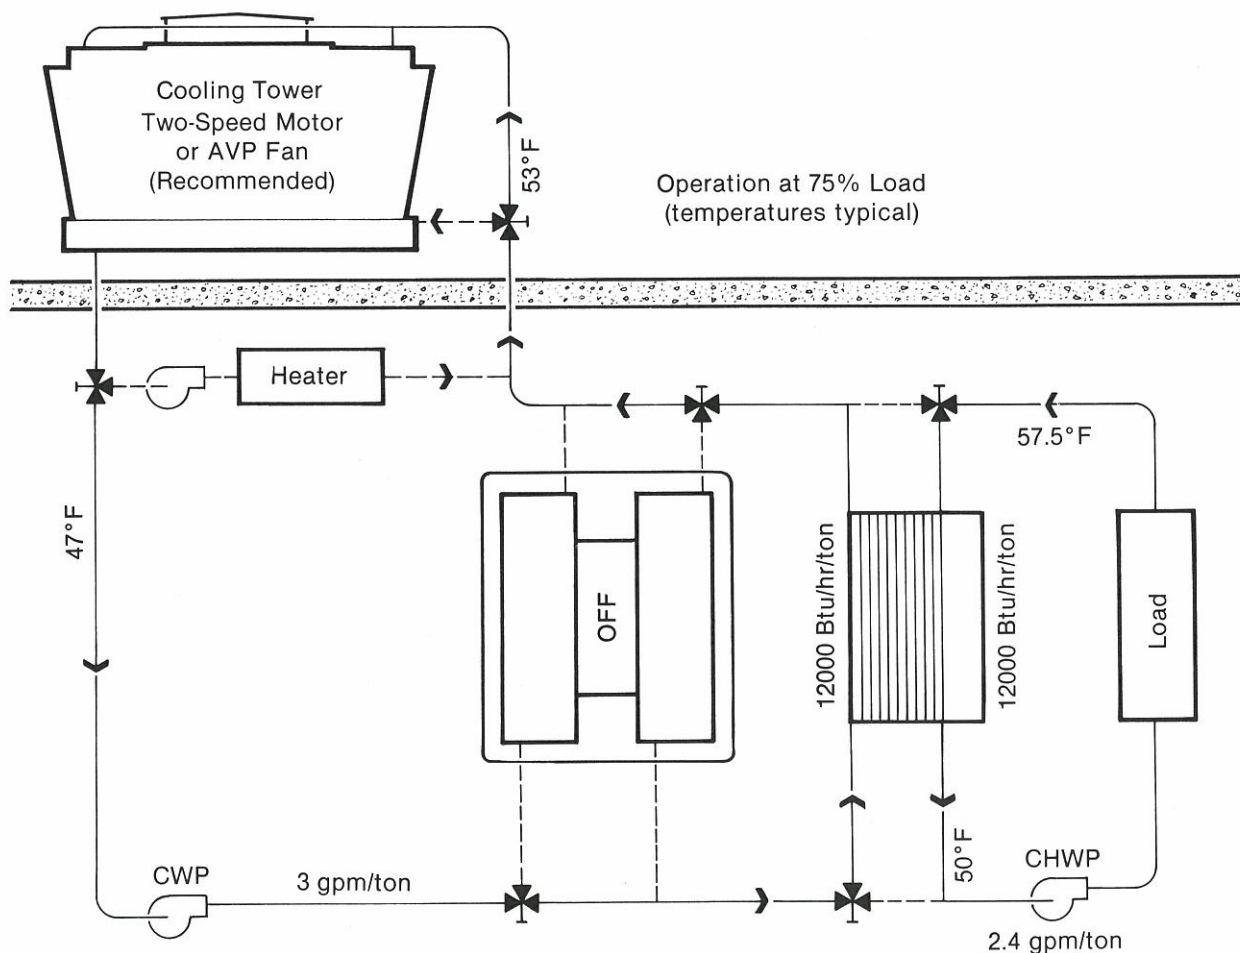 Cooling Tower
Two-Speed Motor
or AVP Fan
(Recommended)
53°F
Operation at 75% Load
(temperatures typical)
Heater
57.5°F
47°F
OFF
12000 Btu/hr/ton
12000 Btu/hr/ton
Load
CWP
3 gpm/ton
50°F
CHWP
2.4 gpm/ton